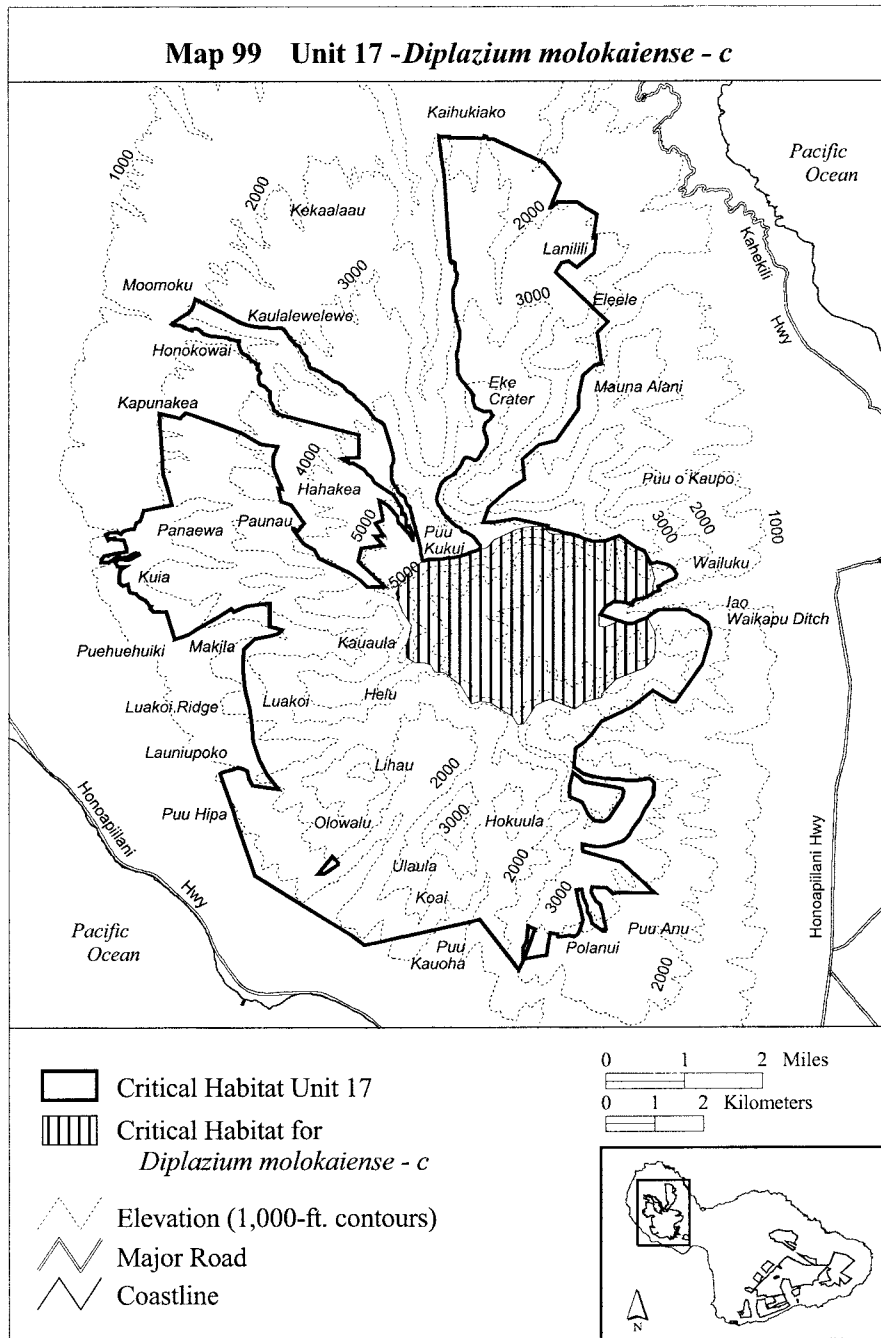 Map 99 Unit 17 - Diplazium molokaiense - c
Kaihukiako
Pacific
Ocean
1000
2000
Kekaalaau
2000
Lanilili
Kahekili
Hwy
3000
Moomoku
3000
Eleele
Kaulalewelewe
Honokowai
Eke
Crater
Mauna Alani
Kapunakea
4000
Hahakea
Puu o Kaupo
2000
3000
1000
Panaewa
Paunau
5000
Puu
Kukui
Wailuku
5000
Kuia
Iao
Waikapu Ditch
Puehuehuiki
Makila
Kauaula
Luakoi Ridge
Luakoi
Helu
Launiupoko
Lihau
2000
Puu Hipa
Olowalu
3000
Hokuula
Honoapiilani
Hwy
Ulaula
2000
Koai
3000
Honoapiilani Hwy
Pacific
Ocean
Puu
Kauoha
Polanui
Puu Anu
2000
Critical Habitat Unit 17
Critical Habitat for
Diplazium molokaiense - c
Elevation (1,000-ft. contours)
Major Road
Coastline
0 1 2 Miles
0 1 2 Kilometers
N